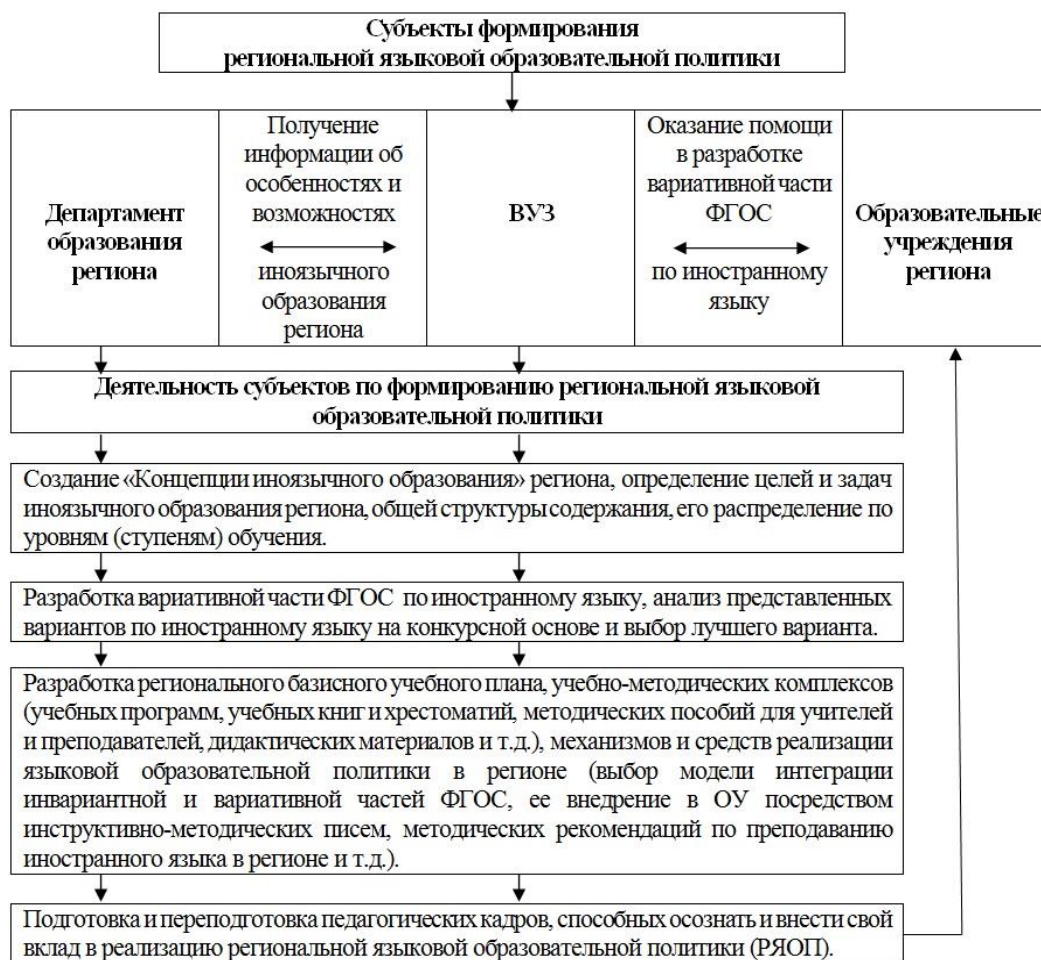 Субъекты формирования
региональной языковой образовательной политики
Департамент
образования
региона
Получение
информации об
особенностях и
возможностях
иноязычного
образования
региона
ВУЗ
Оказание помощи
в разработке
вариативной части
ФГОС
по иностранному
языку
Образовательные
учреждения
региона
Деятельность субъектов по формированию региональной языковой
образовательной политики
Создание «Концепции иноязычного образования» региона, определение целей и задач
иноязычного образования региона, общей структуры содержания, его распределение по
уровням (ступеням) обучения.
Разработка вариативной части ФГОС по иностранному языку, анализ представленных
вариантов по иностранному языку на конкурсной основе и выбор лучшего варианта.
Разработка регионального базисного учебного плана, учебно-методических комплексов
(учебных программ, учебных книг и хрестоматий, методических пособий для учителей
и преподавателей, дидактических материалов и т.д.), механизмов и средств реализации
языковой образовательной политики в регионе (выбор модели интеграции
инвариантной и вариативной частей ФГОС, ее внедрение в ОУ посредством
инструктивно-методических писем, методических рекомендаций по преподаванию
иностранного языка в регионе и т.д.).
Подготовка и переподготовка педагогических кадров, способных осознать и внести свой
вклад в реализацию региональной языковой образовательной политики (РЯОП).